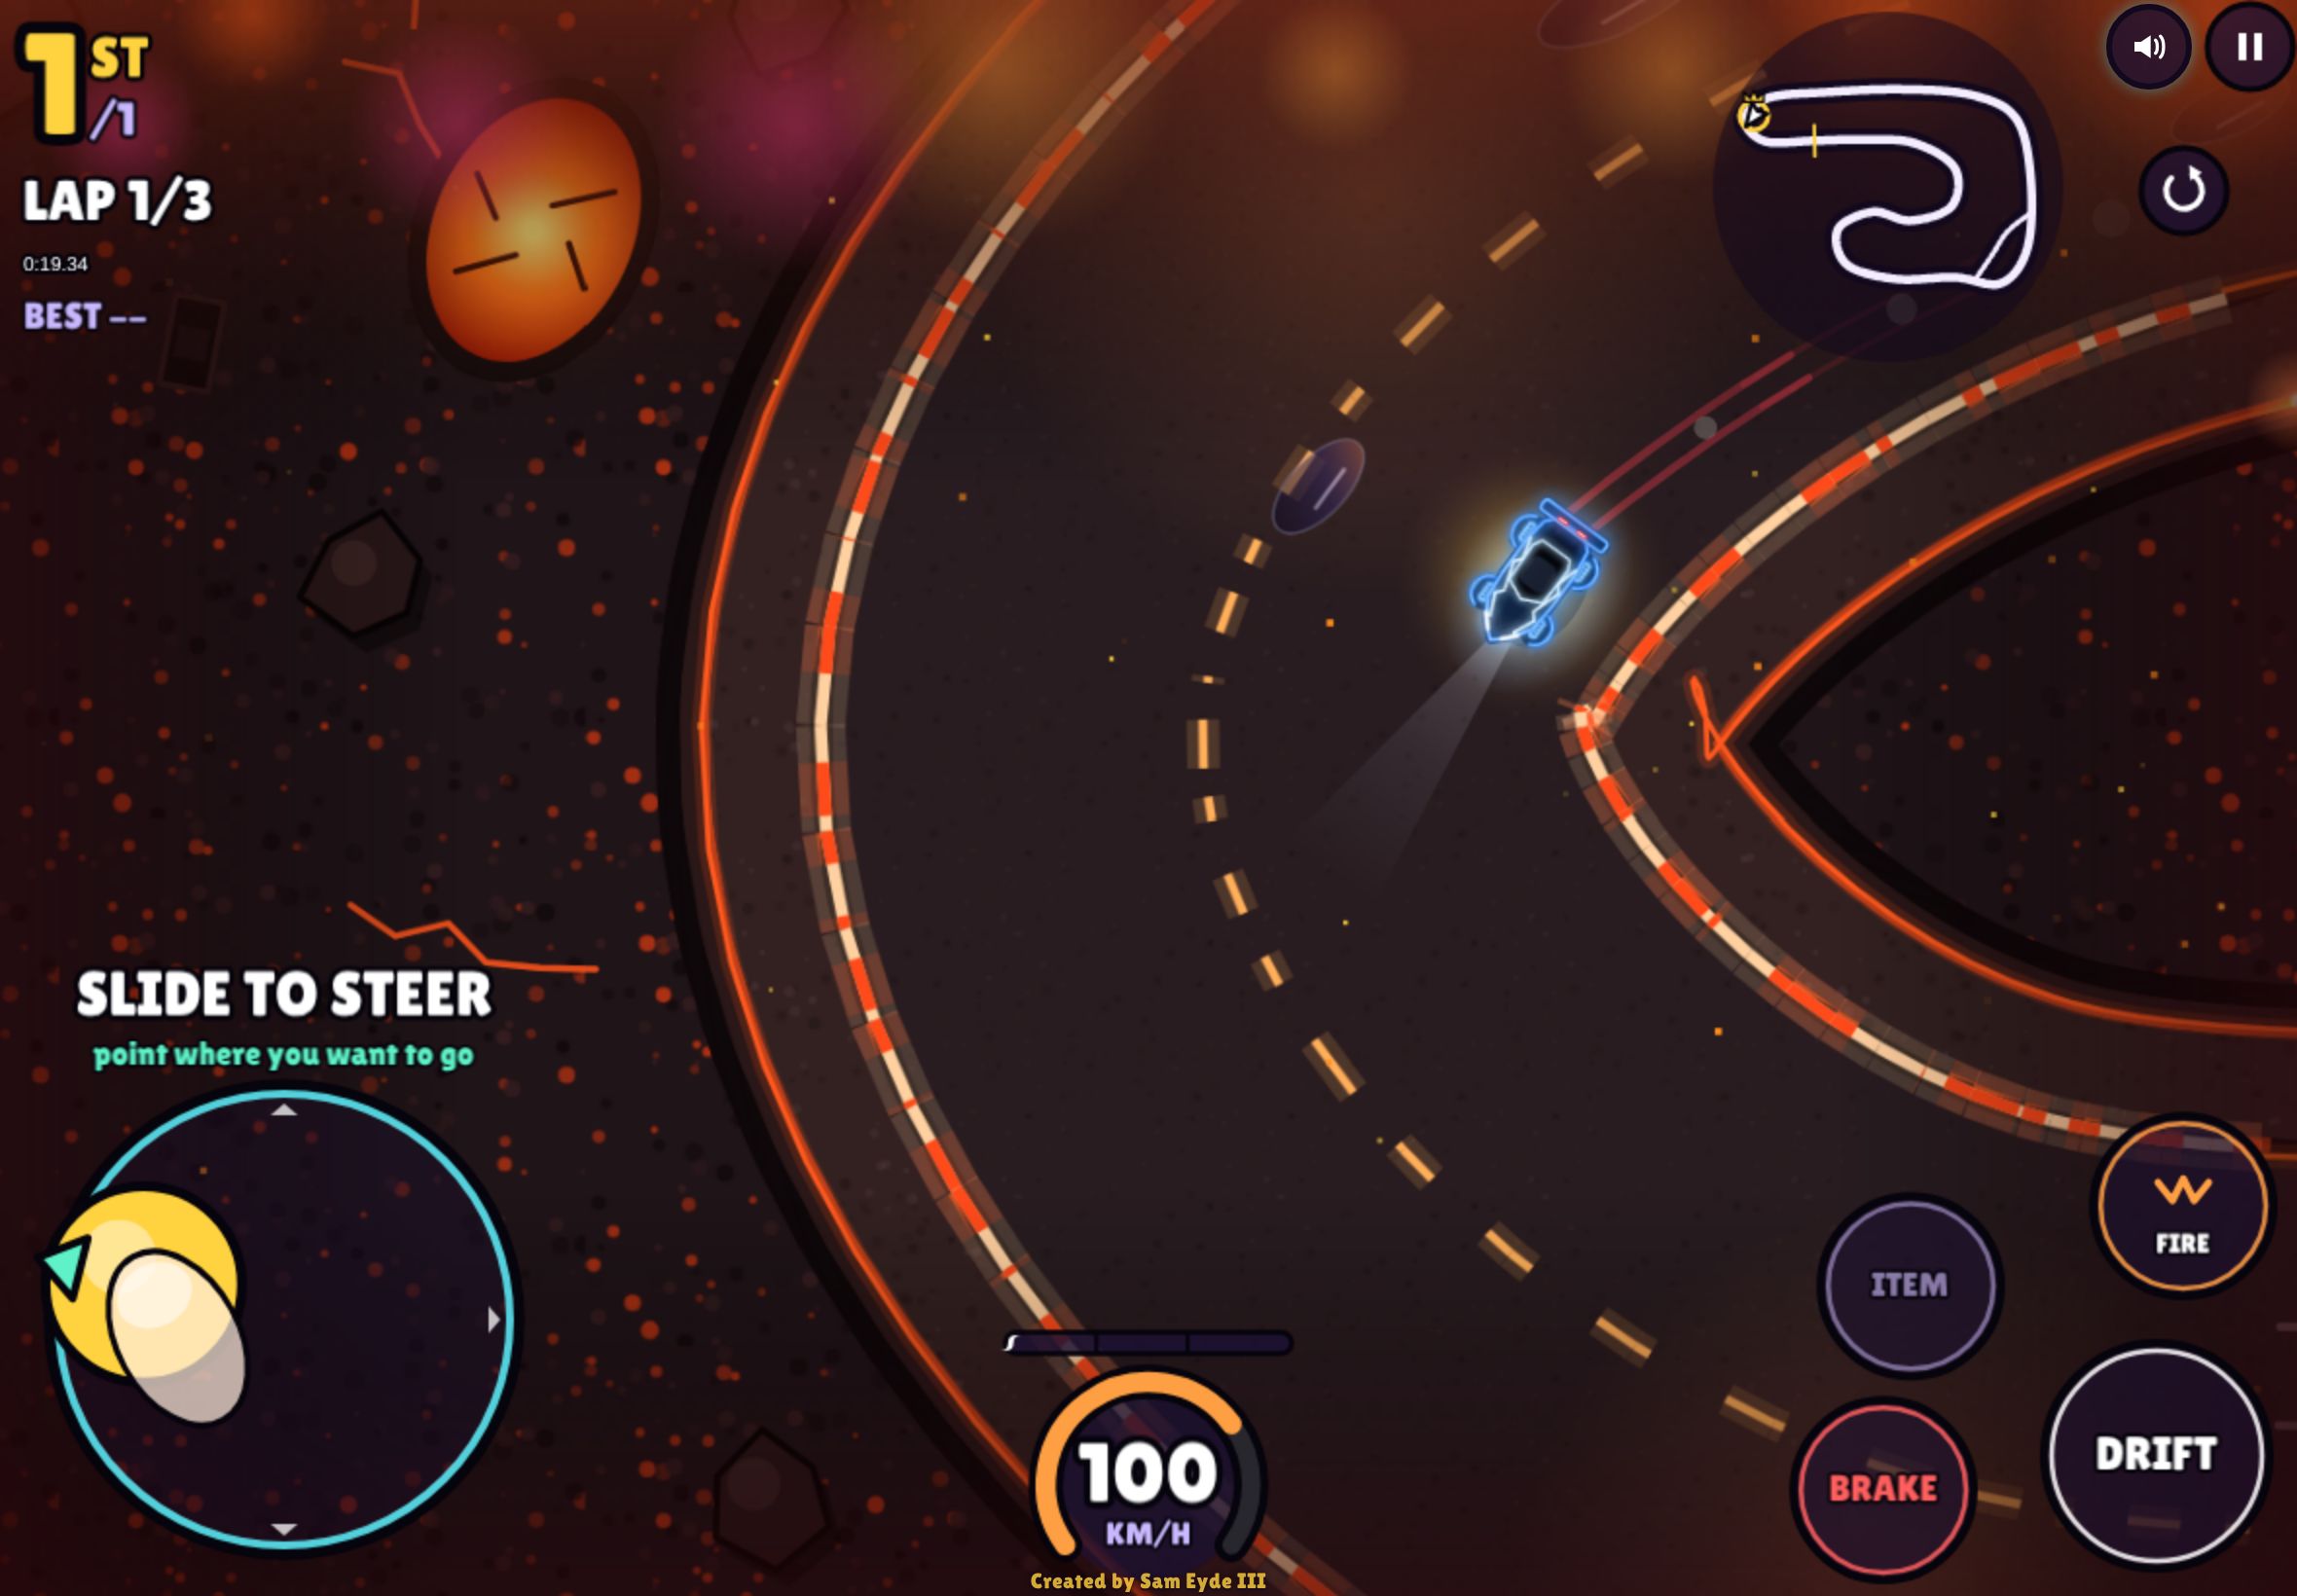 1ST
/1
LAP 1/3
0:19.34
BEST --
SLIDE TO STEER
point where you want to go
FIRE
ITEM
DRIFT
BRAKE
100
KM/H
Created by Sam Eyde III